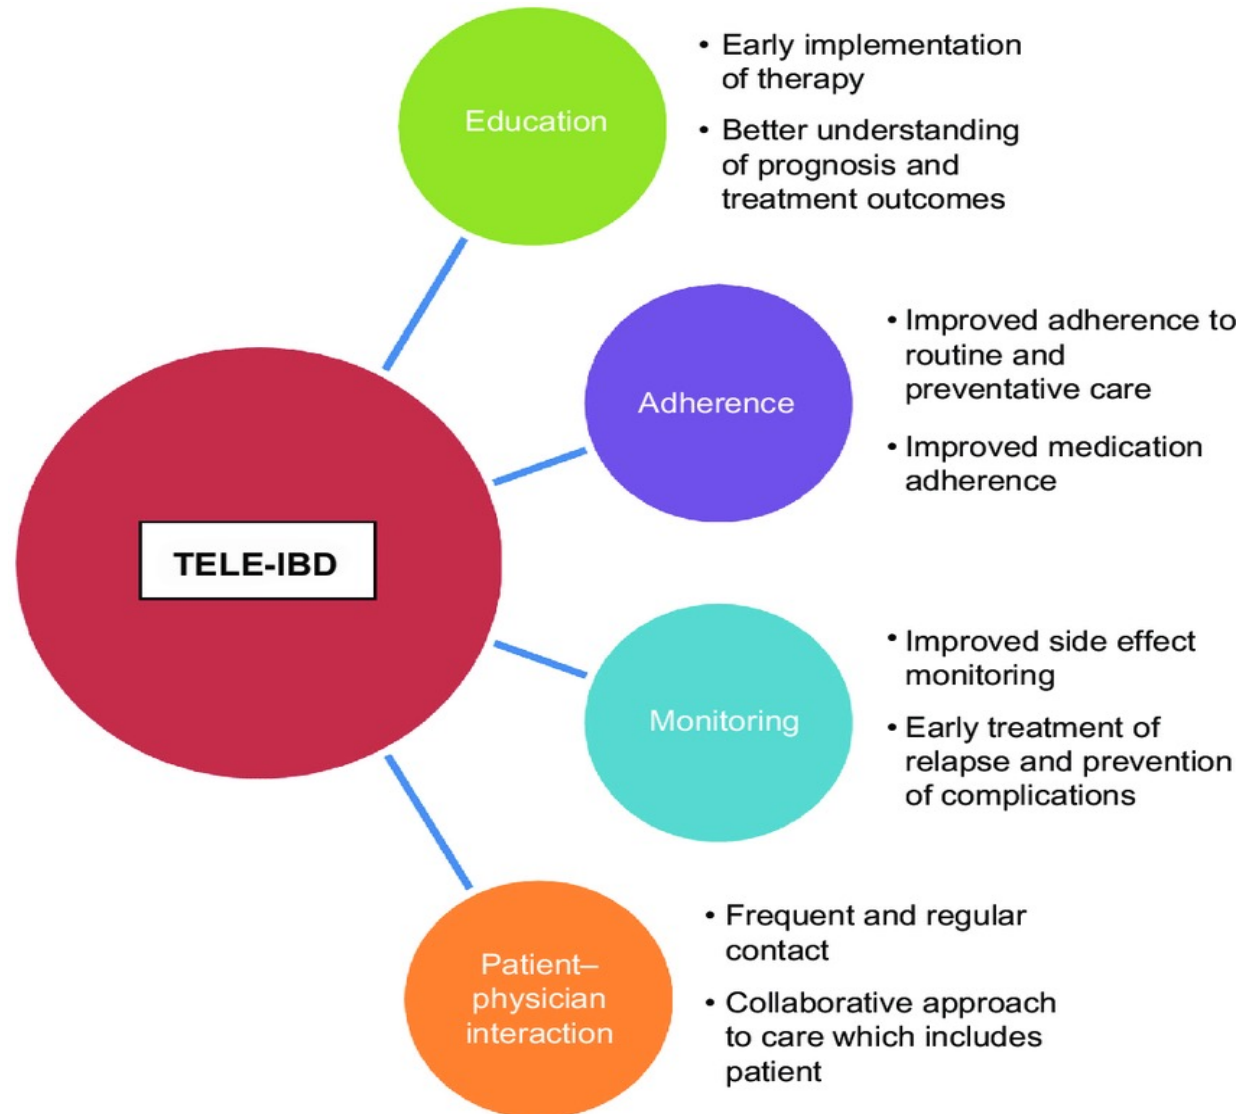 Education
• Early implementation
of therapy
• Better understanding
of prognosis and
treatment outcomes
Adherence
• Improved adherence to
routine and
preventative care
• Improved medication
adherence
TELE-IBD
Monitoring
• Improved side effect
monitoring
• Early treatment of
relapse and prevention
of complications
Patient–
physician
interaction
• Frequent and regular
contact
• Collaborative approach
to care which includes
patient